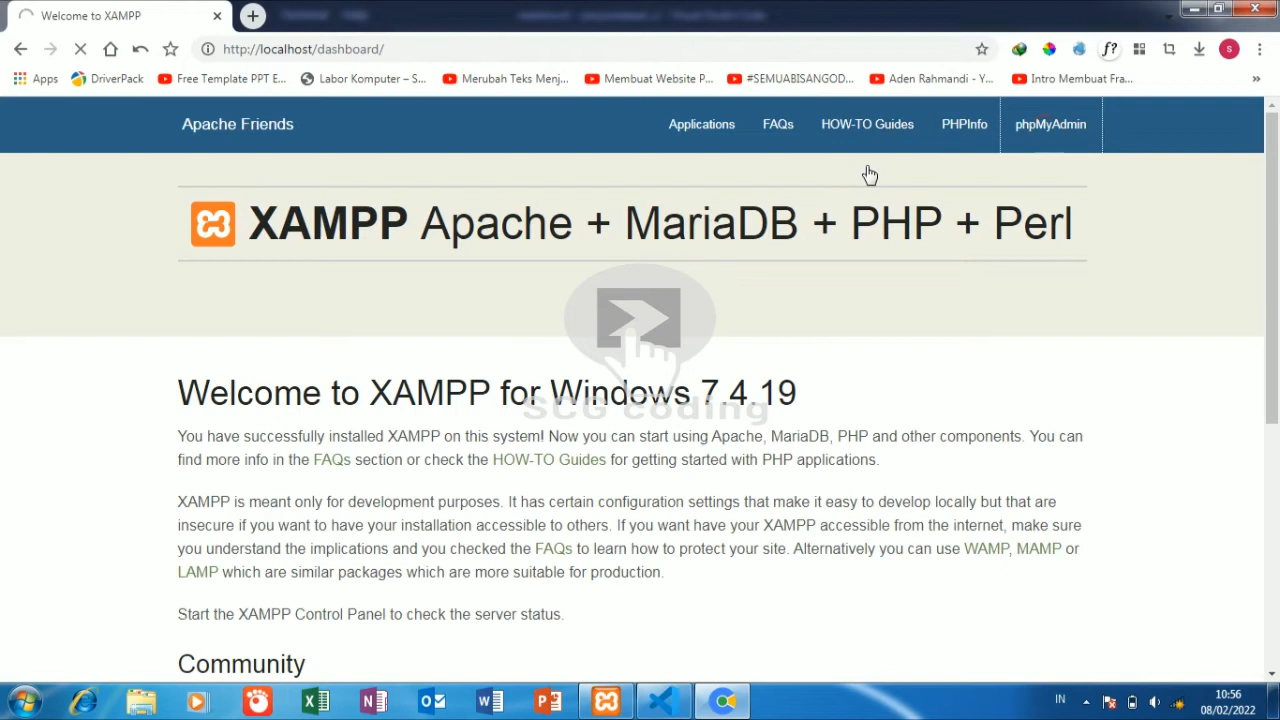 Welcome to XAMPP
http://localhost/dashboard/
f?
S
Apps
DriverPack
Free Template PPT E...
Labor Komputer – S...
Merubah Teks Menj...
Membuat Website P...
#SEMUABISANGOD...
Aden Rahmandi - Y...
Intro Membuat Fra...
»
Apache Friends
Applications
FAQs
HOW-TO Guides
PHPInfo
phpMyAdmin
XAMPP Apache + MariaDB + PHP + Perl
Welcome to XAMPP for Windows 7.4.19
SCG coding
You have successfully installed XAMPP on this system! Now you can start using Apache, MariaDB, PHP and other components. You can
find more info in the FAQs section or check the HOW-TO Guides for getting started with PHP applications.
XAMPP is meant only for development purposes. It has certain configuration settings that make it easy to develop locally but that are
insecure if you want to have your installation accessible to others. If you want have your XAMPP accessible from the internet, make sure
you understand the implications and you checked the FAQs to learn how to protect your site. Alternatively you can use WAMP, MAMP or
LAMP which are similar packages which are more suitable for production.
Start the XAMPP Control Panel to check the server status.
Community
IN
10:56
08/02/2022